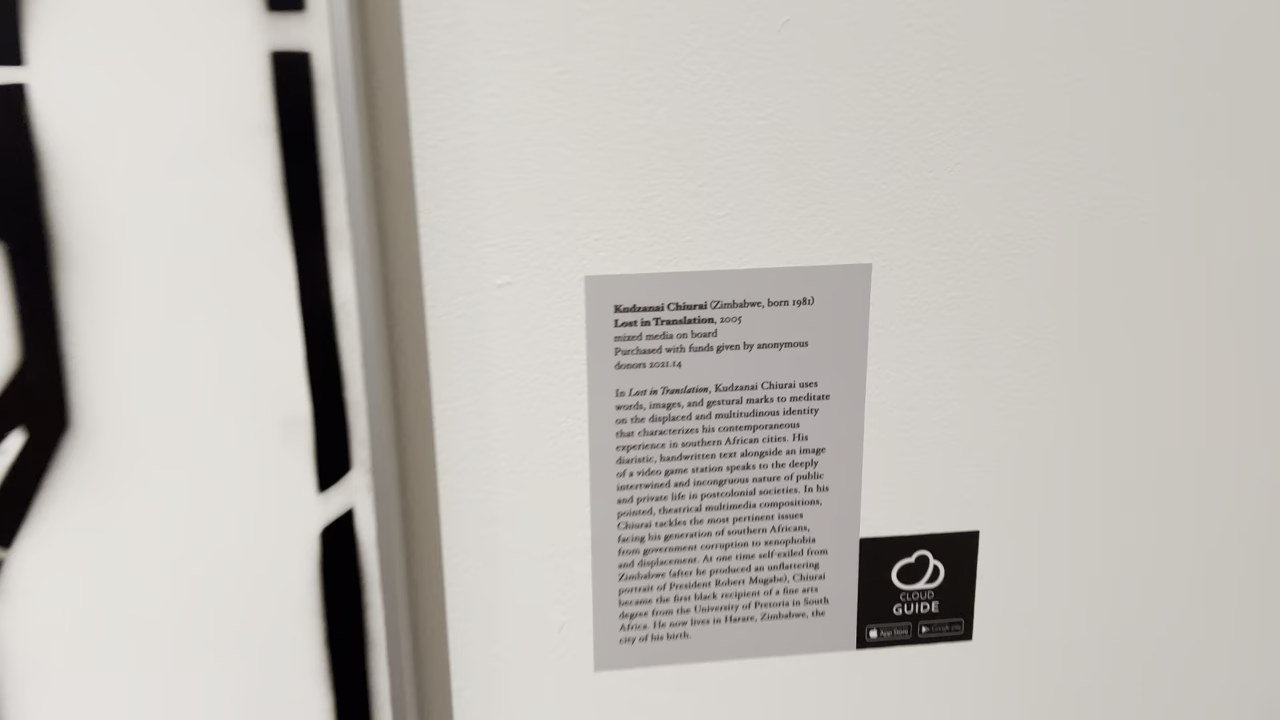 Kudzanai Chiurai (Zimbabwe, born 1981)
Lost in Translation, 2005
mixed media on board
Purchased with funds given by anonymous
donors 2021.14
In Lost in Translation, Kudzanai Chiurai uses
words, images, and gestural marks to meditate
on the displaced and multitudinous identity
that characterizes his contemporaneous
experience in southern African cities. His
diaristic, handwritten text alongside an image
of a video game station speaks to the deeply
intertwined and incongruous nature of public
and private life in postcolonial societies. In his
pointed, theatrical multimedia compositions,
Chiurai tackles the most pertinent issues
facing his generation of southern Africans,
from government corruption to xenophobia
and displacement. At one time self-exiled from
Zimbabwe (after he produced an unflattering
portrait of President Robert Mugabe), Chiurai
became the first black recipient of a fine arts
degree from the University of Pretoria in South
Africa. He now lives in Harare, Zimbabwe, the
city of his birth.
CLOUD
GUIDE
App Store
Google play